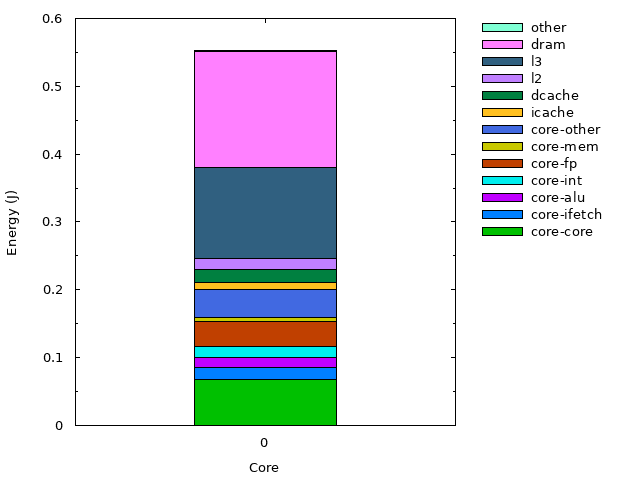 0.6
0.5
0.4
0.3
0.2
0.1
0
Energy (J)
0
Core
other
dram
l3
l2
dcache
icache
core-other
core-mem
core-fp
core-int
core-alu
core-ifetch
core-core